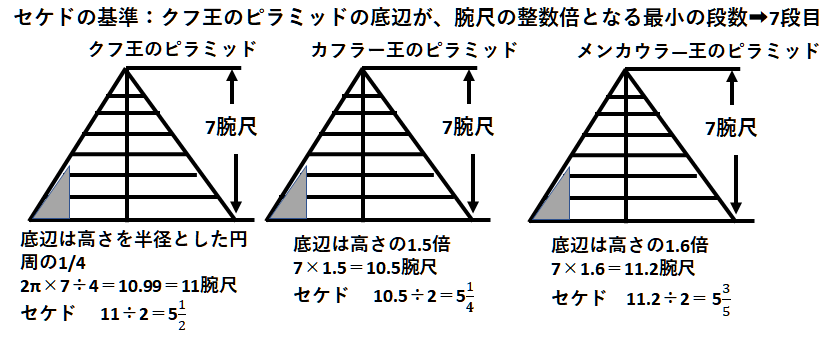 セケドの基準：クフ王のピラミッドの底辺が、腕尺の整数倍となる最小の段数➡7段目
クフ王のピラミッド
7腕尺
底辺は高さを半径とした円
周の1/4
2π×7÷4＝10.99＝11腕尺
セケド　11÷2＝5 1/2
カフラー王のピラミッド
7腕尺
底辺は高さの1.5倍
7×1.5＝10.5腕尺
セケド　10.5÷2＝5 1/4
メンカウラー王のピラミッド
7腕尺
底辺は高さの1.6倍
7×1.6＝11.2腕尺
セケド　11.2÷2＝ 5 3/5